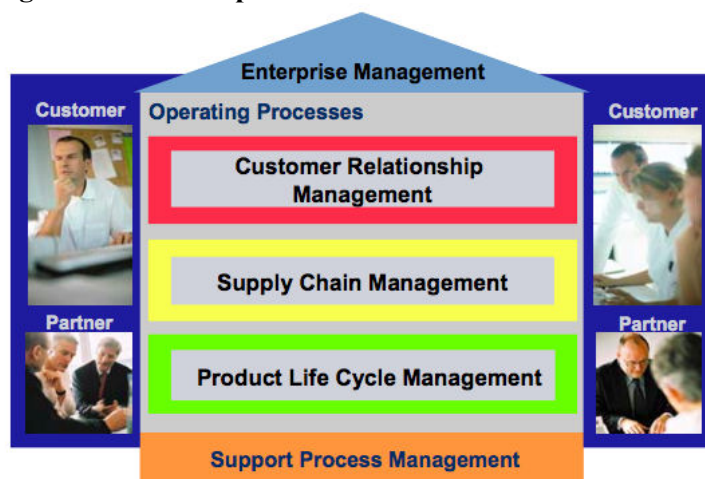 Enterprise Management
Customer
Operating Processes
Customer
Customer Relationship
Management
Supply Chain Management
Partner
Partner
Product Life Cycle Management
Support Process Management